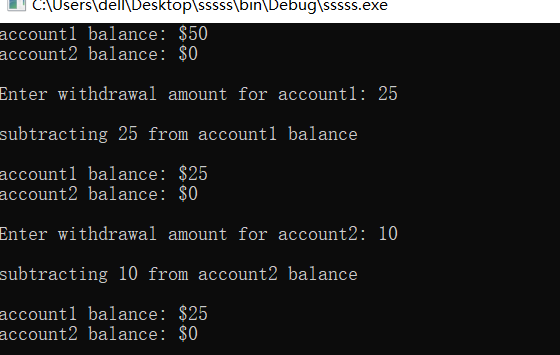 C:\Users\dell\Desktop\sssss\bin\Debug\sssss.exe
account1 balance: $50
account2 balance: $0
Enter withdrawal amount for account1: 25
subtracting 25 from account1 balance
account1 balance: $25
account2 balance: $0
Enter withdrawal amount for account2: 10
subtracting 10 from account2 balance
account1 balance: $25
account2 balance: $0